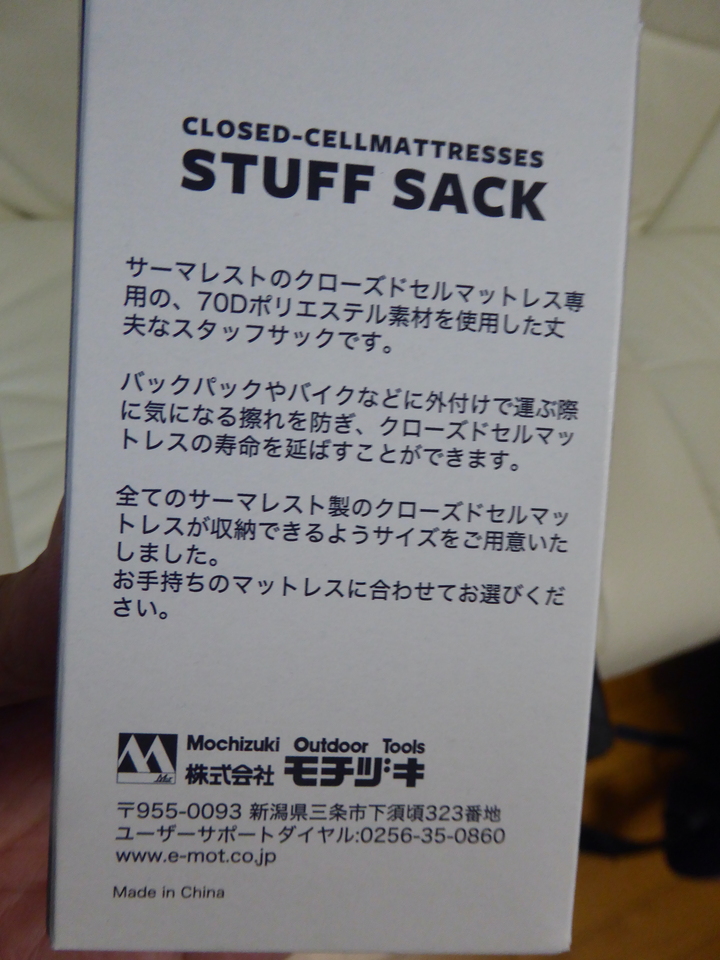 CLOSED-CELLMATTRESSES
STUFF SACK
サーマレストのクローズドセルマットレス専
用の、70Dポリエステル素材を使用した丈
夫なスタッフサックです。
バックパックやバイクなどに外付けで運ぶ際
に気になる擦れを防ぎ、クローズドセルマッ
トレスの寿命を延ばすことができます。
全てのサーマレスト製のクローズドセルマッ
トレスが収納できるようサイズをご用意いた
しました。
お手持ちのマットレスに合わせてお選びくだ
さい。
Mochizuki Outdoor Tools
株式会社 モチヅキ
〒955-0093 新潟県三条市下須頃323番地
ユーザーサポートダイヤル:0256-35-0860
www.e-mot.co.jp
Made in China